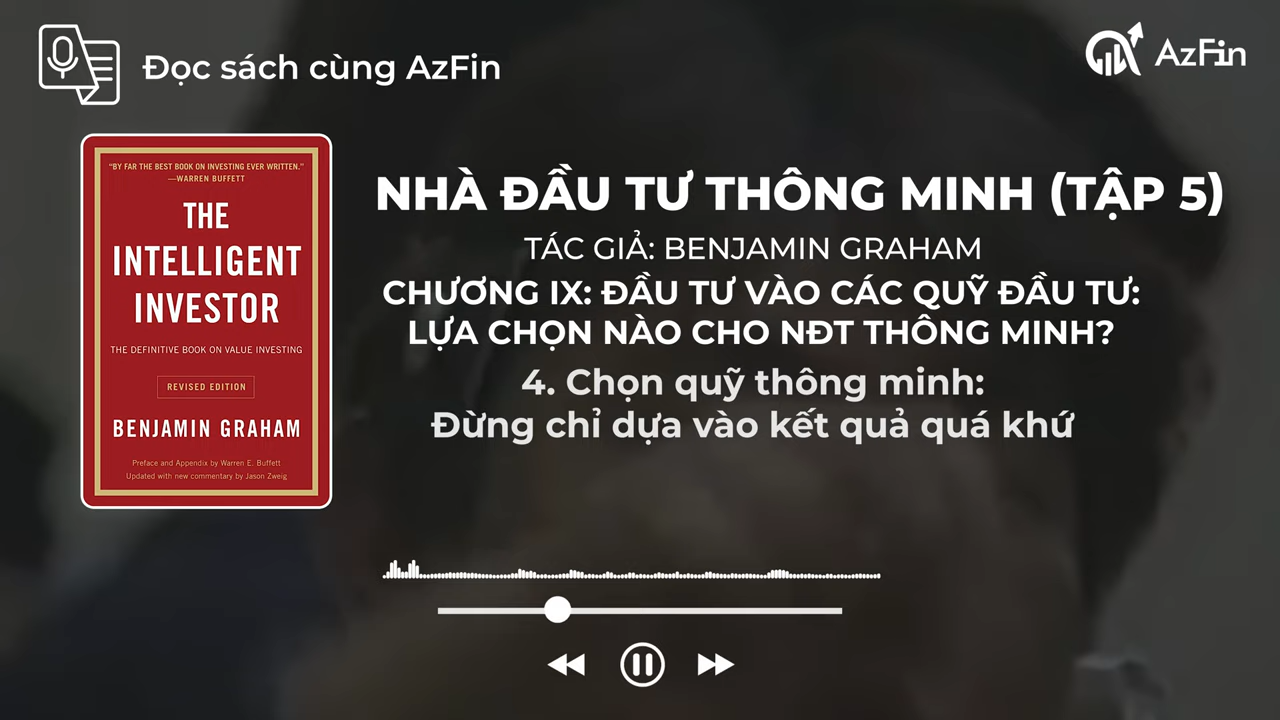 Đọc sách cùng AzFin
AzFin
"BY FAR THE BEST BOOK ON INVESTING EVER WRITTEN."
—WARREN BUFFETT
THE
INTELLIGENT
INVESTOR
THE DEFINITIVE BOOK ON VALUE INVESTING
REVISED EDITION
BENJAMIN GRAHAM
Preface and Appendix by Warren E. Buffett
Updated with new commentary by Jason Zweig
NHÀ ĐẦU TƯ THÔNG MINH (TẬP 5)
TÁC GIẢ: BENJAMIN GRAHAM
CHƯƠNG IX: ĐẦU TƯ VÀO CÁC QUỸ ĐẦU TƯ:
LỰA CHỌN NÀO CHO NĐT THÔNG MINH?
4. Chọn quỹ thông minh:
Đừng chỉ dựa vào kết quả quá khứ